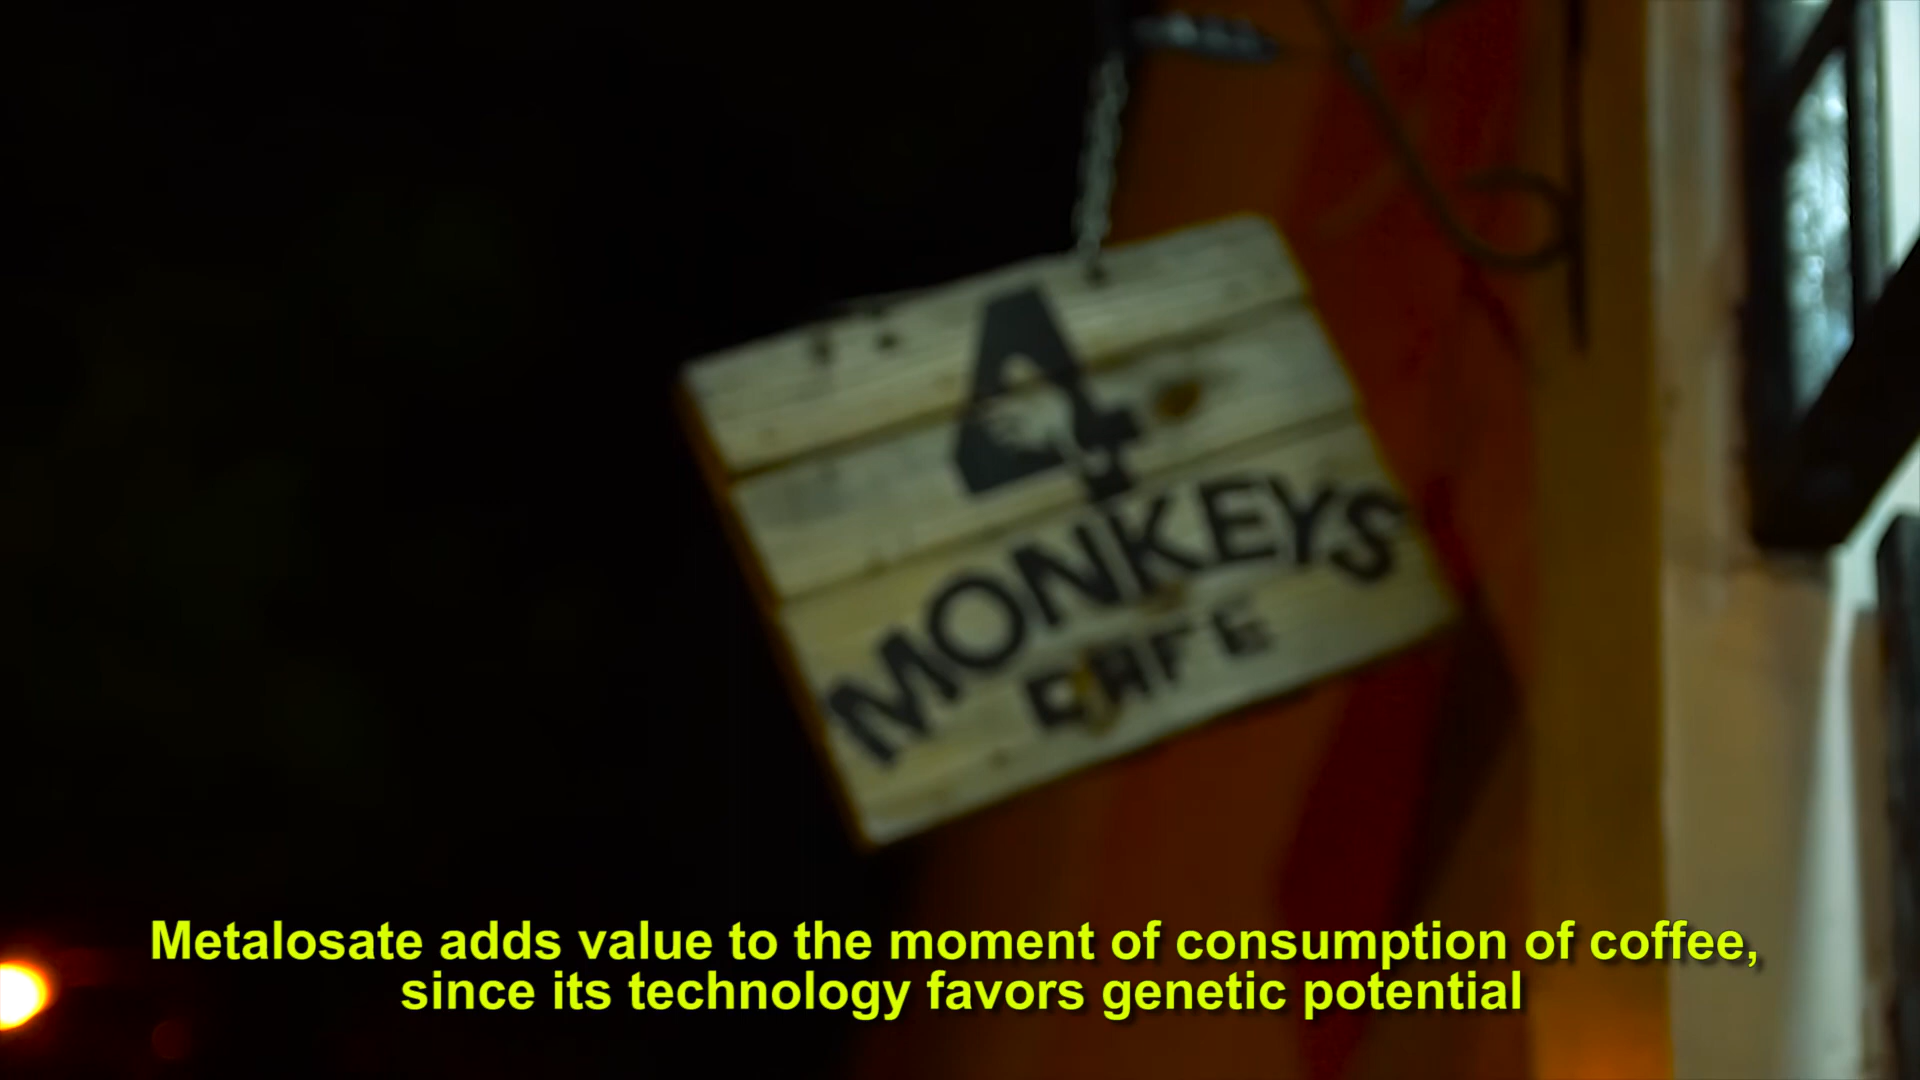 4
MONKEYS
CAFE
Metalosate adds value to the moment of consumption of coffee,
since its technology favors genetic potential